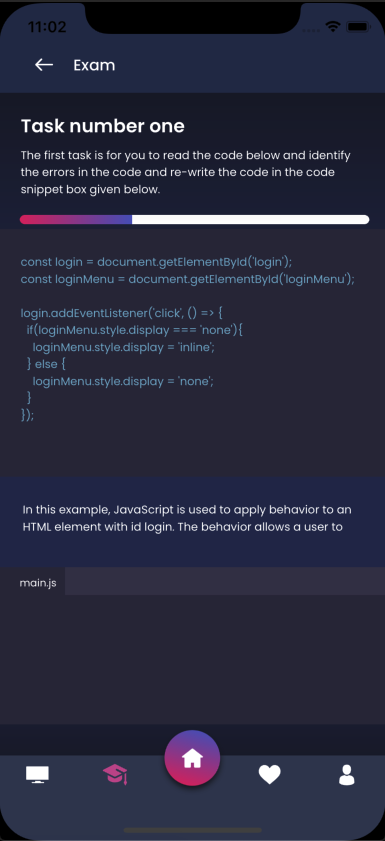 11:02
Exam
Task number one
The first task is for you to read the code below and identify
the errors in the code and re-write the code in the code
snippet box given below.
const login = document.getElementById('login');
const loginMenu = document.getElementById('loginMenu');
login.addEventListener('click', () => {
if(loginMenu.style.display === 'none'){
loginMenu.style.display = 'inline';
} else {
loginMenu.style.display = 'none';
}
});
In this example, JavaScript is used to apply behavior to an
HTML element with id login. The behavior allows a user to
main.js